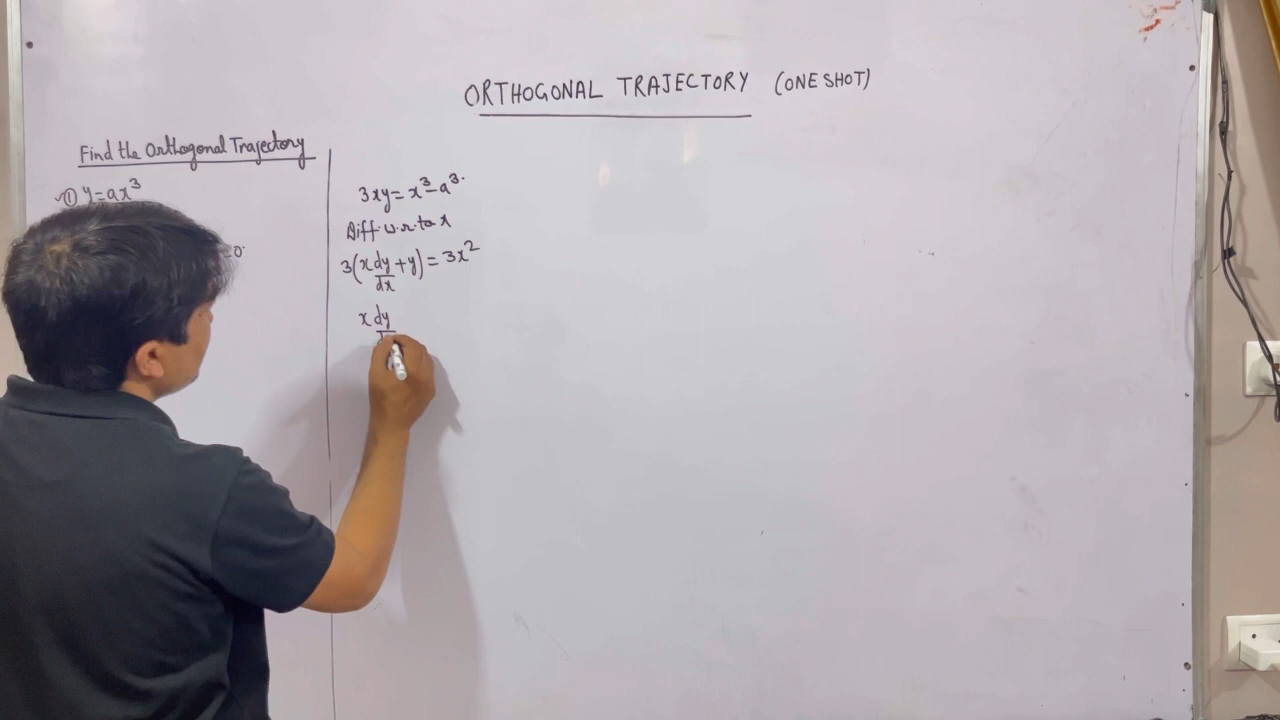 ORTHOGONAL TRAJECTORY (ONE SHOT)
Find the Orthogonal Trajectory
① y=ax³
=0.
3xy = x³-a³.
Diff w.r.to x
3(x dy/dx + y) = 3x²
x dy